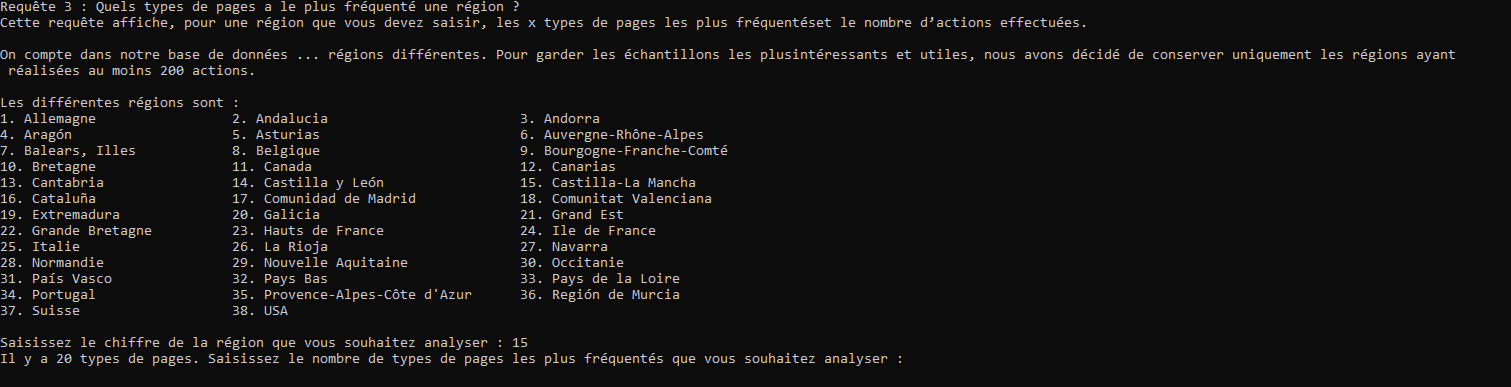 Requête 3 : Quels types de pages a le plus fréquenté une région ?
Cette requête affiche, pour une région que vous devez saisir, les x types de pages les plus fréquentéset le nombre d’actions effectuées.
On compte dans notre base de données ... régions différentes. Pour garder les échantillons les plusintéressants et utiles, nous avons décidé de conserver uniquement les régions ayant
réalisées au moins 200 actions.
Les différentes régions sont :
1. Allemagne 2. Andalucia 3. Andorra
4. Aragón 5. Asturias 6. Auvergne-Rhône-Alpes
7. Balears, Illes 8. Belgique 9. Bourgogne-Franche-Comté
10. Bretagne 11. Canada 12. Canarias
13. Cantabria 14. Castilla y León 15. Castilla-La Mancha
16. Cataluña 17. Comunidad de Madrid 18. Comunitat Valenciana
19. Extremadura 20. Galicia 21. Grand Est
22. Grande Bretagne 23. Hauts de France 24. Ile de France
25. Italie 26. La Rioja 27. Navarra
28. Normandie 29. Nouvelle Aquitaine 30. Occitanie
31. País Vasco 32. Pays Bas 33. Pays de la Loire
34. Portugal 35. Provence-Alpes-Côte d'Azur 36. Región de Murcia
37. Suisse 38. USA
Saisissez le chiffre de la région que vous souhaitez analyser : 15
Il y a 20 types de pages. Saisissez le nombre de types de pages les plus fréquentés que vous souhaitez analyser :